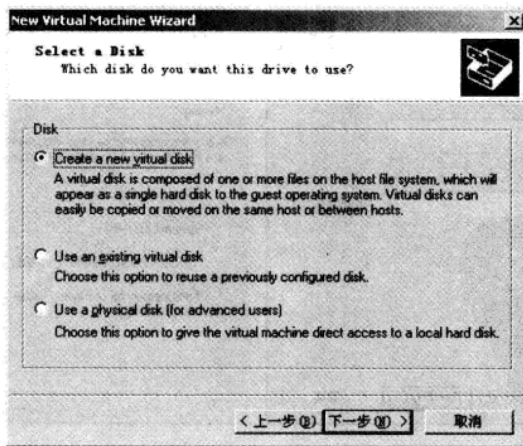 New Virtual Machine Wizard
Select a Disk
Which disk do you want this drive to use?
Disk
Create a new virtual disk
A virtual disk is composed of one or more files on the host file system, which will
appear as a single hard disk to the guest operating system. Virtual disks can
easily be copied or moved on the same host or between hosts.
Use an existing virtual disk
Choose this option to reuse a previously configured disk.
Use a physical disk (for advanced users)
Choose this option to give the virtual machine direct access to a local hard disk.
< 上一步(B) 下一步(N) > 取消